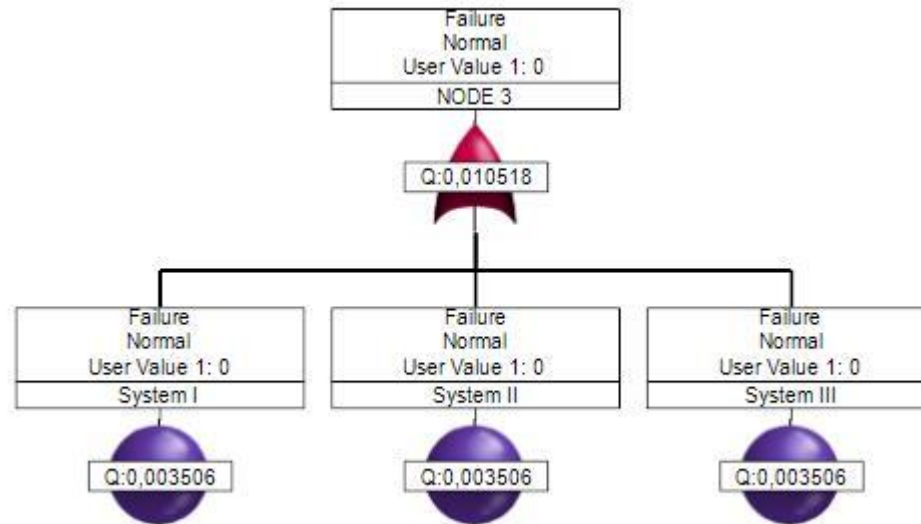 Failure
Normal
User Value 1: 0
NODE 3
Q:0,010518
Failure
Normal
User Value 1: 0
System I
Q:0,003506
Failure
Normal
User Value 1: 0
System II
Q:0,003506
Failure
Normal
User Value 1: 0
System III
Q:0,003506